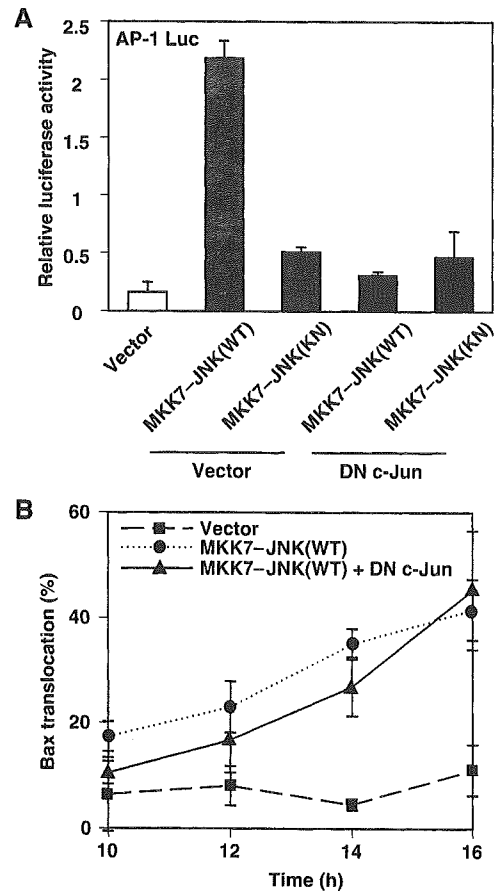 A
AP-1 Luc
Relative luciferase activity
2.5
2
1.5
1
0.5
0
Vector
MKK7–JNK(WT)
MKK7–JNK(KN)
MKK7–JNK(WT)
MKK7–JNK(KN)
Vector
DN c-Jun
B
Bax translocation (%)
60
40
20
0
Vector
MKK7–JNK(WT)
MKK7–JNK(WT) + DN c-Jun
10
12
14
16
Time (h)